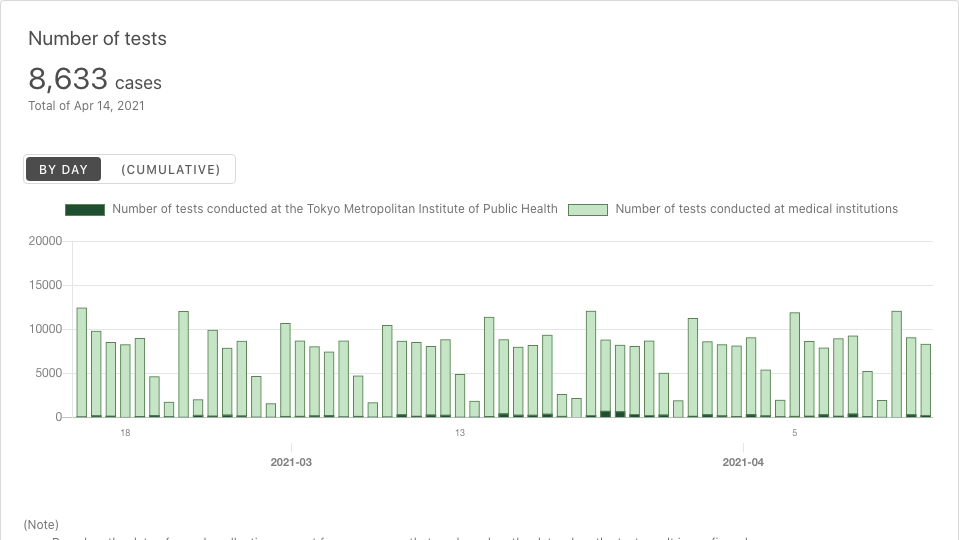 Number of tests
8,633 cases
Total of Apr 14, 2021
BY DAY (CUMULATIVE)
Number of tests conducted at the Tokyo Metropolitan Institute of Public Health Number of tests conducted at medical institutions
20000
15000
10000
5000
0
18 13 5
2021-03 2021-04
(Note)